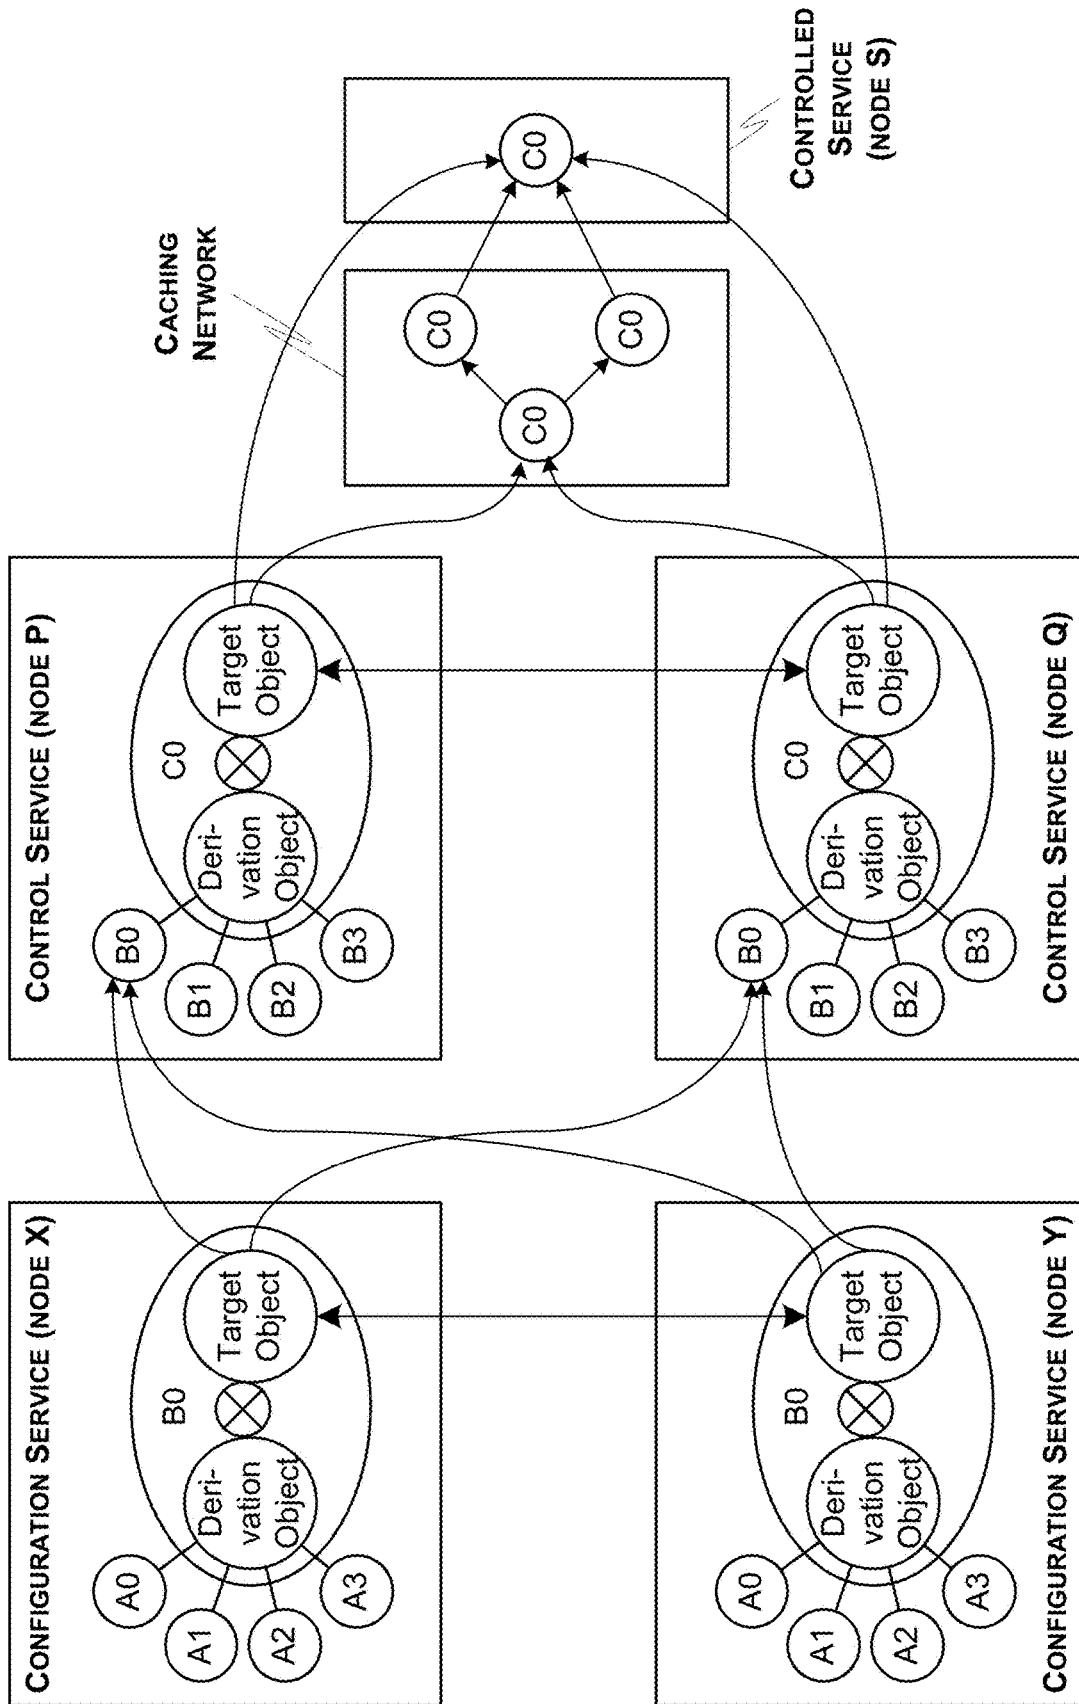 CONFIGURATION SERVICE (NODE X)
A0
A1
A2
A3
Deri-
vation
Object
B0
Target
Object
CONTROL SERVICE (NODE P)
B0
B1
B2
B3
Deri-
vation
Object
C0
Target
Object
CACHING
NETWORK
C0
C0
C0
C0
CONTROLLED
SERVICE
(NODE S)
A0
A1
A2
A3
Deri-
vation
Object
B0
Target
Object
CONFIGURATION SERVICE (NODE Y)
B0
B1
B2
B3
Deri-
vation
Object
C0
Target
Object
CONTROL SERVICE (NODE Q)